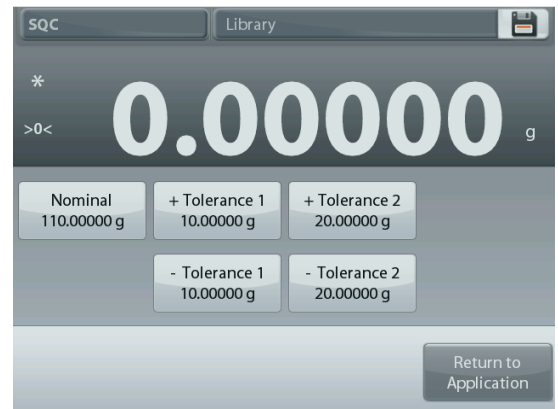 SQC
Library
*
>0<
0.00000 g
Nominal
110.00000 g
+ Tolerance 1
10.00000 g
+ Tolerance 2
20.00000 g
- Tolerance 1
10.00000 g
- Tolerance 2
20.00000 g
Return to
Application